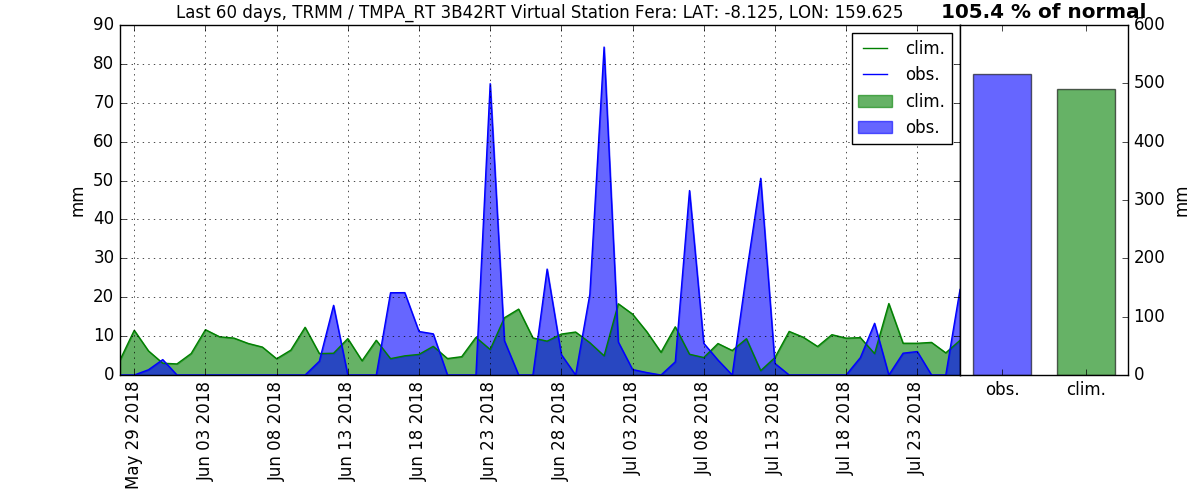 Last 60 days, TRMM / TMPA_RT 3B42RT Virtual Station Fera: LAT: -8.125, LON: 159.625
105.4 % of normal
90
80
70
60
50
40
30
20
10
0
mm
clim.
obs.
clim.
obs.
600
500
400
300
200
100
0
mm
obs.
clim.
May 29 2018
Jun 03 2018
Jun 08 2018
Jun 13 2018
Jun 18 2018
Jun 23 2018
Jun 28 2018
Jul 03 2018
Jul 08 2018
Jul 13 2018
Jul 18 2018
Jul 23 2018